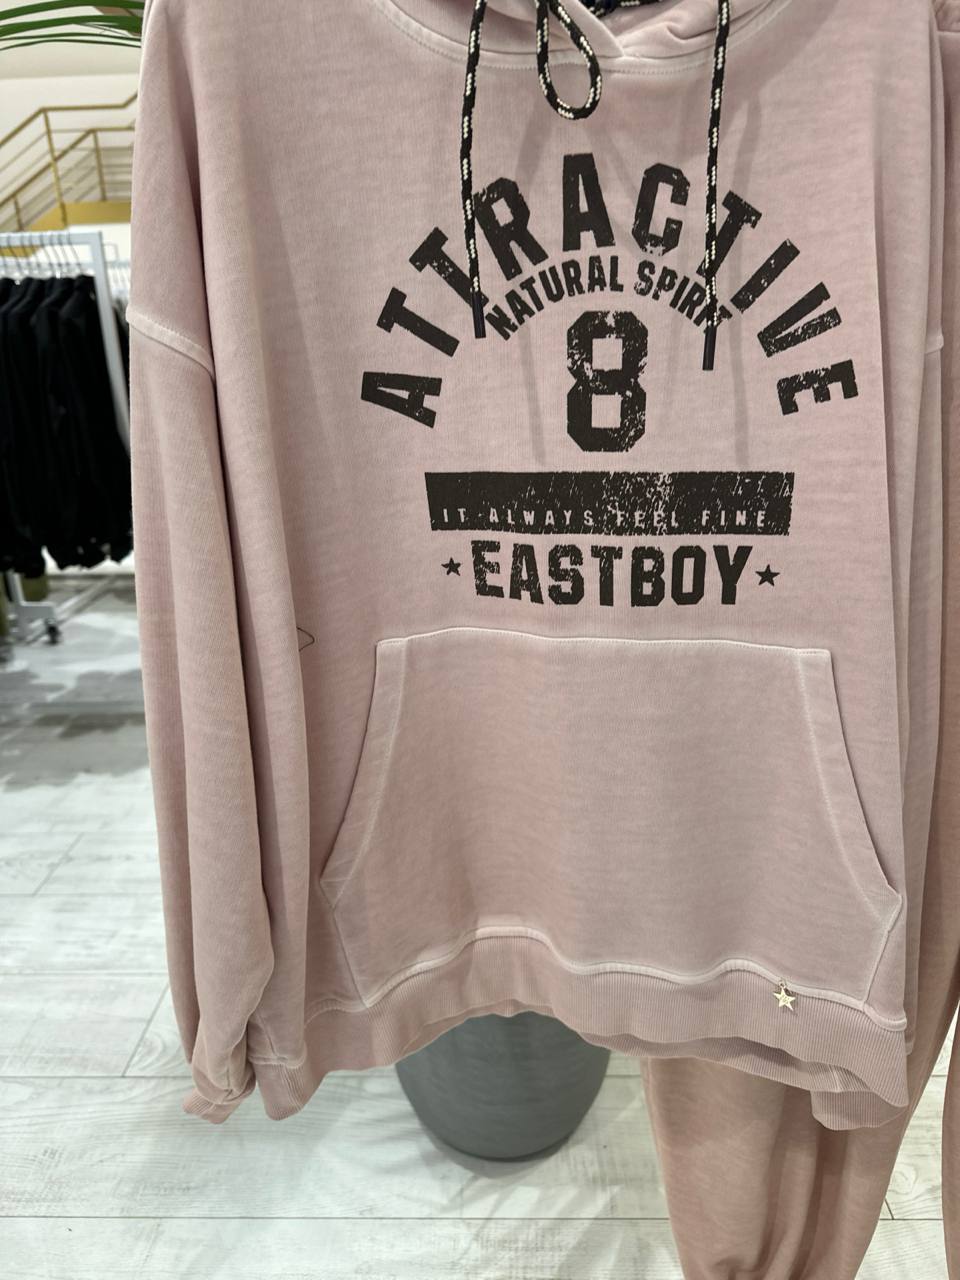 ATTRACTIVE
NATURAL SPIRIT
8
IT ALWAYS FEEL FINE
EASTBOY